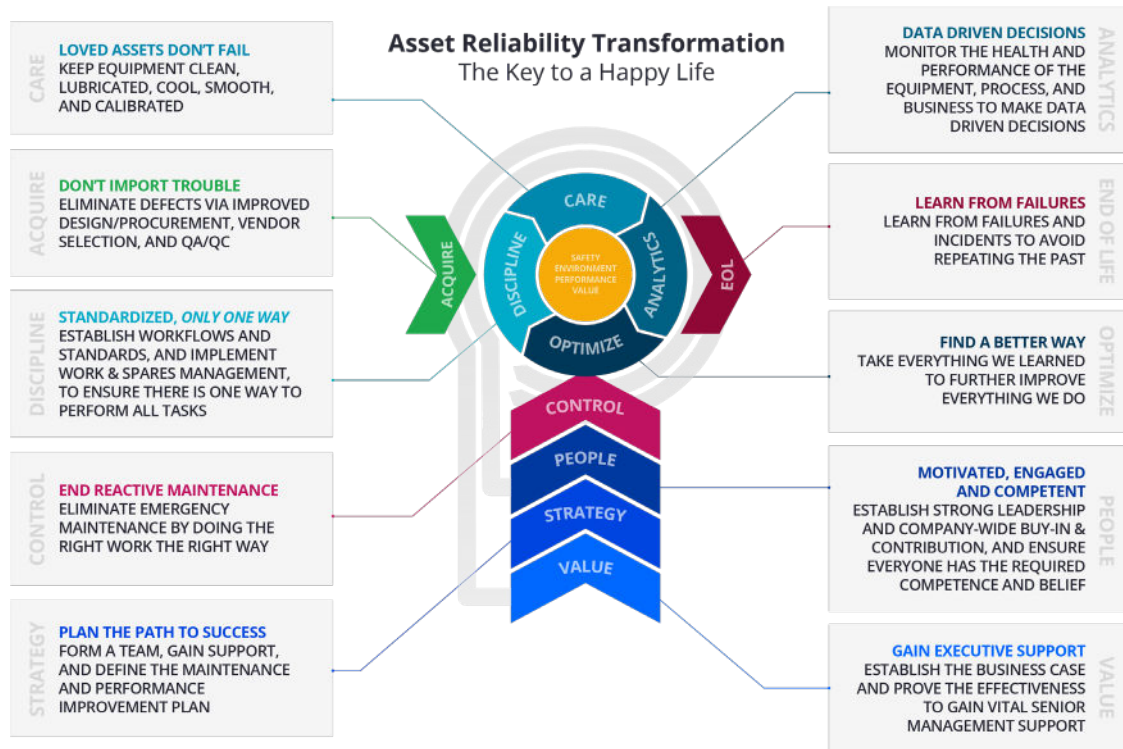 Asset Reliability Transformation
The Key to a Happy Life
CARE
LOVED ASSETS DON'T FAIL
KEEP EQUIPMENT CLEAN,
LUBRICATED, COOL, SMOOTH,
AND CALIBRATED
ACQUIRE
DON'T IMPORT TROUBLE
ELIMINATE DEFECTS VIA IMPROVED
DESIGN/PROCUREMENT, VENDOR
SELECTION, AND QA/QC
DISCIPLINE
STANDARDIZED, ONLY ONE WAY
ESTABLISH WORKFLOWS AND
STANDARDS, AND IMPLEMENT
WORK & SPARES MANAGEMENT,
TO ENSURE THERE IS ONE WAY TO
PERFORM ALL TASKS
CONTROL
END REACTIVE MAINTENANCE
ELIMINATE EMERGENCY
MAINTENANCE BY DOING THE
RIGHT WORK THE RIGHT WAY
STRATEGY
PLAN THE PATH TO SUCCESS
FORM A TEAM, GAIN SUPPORT,
AND DEFINE THE MAINTENANCE
AND PERFORMANCE
IMPROVEMENT PLAN
ACQUIRE
CARE
DISCIPLINE
ANALYTICS
OPTIMIZE
SAFETY
ENVIRONMENT
PERFORMANCE
VALUE
EOL
CONTROL
PEOPLE
STRATEGY
VALUE
DATA DRIVEN DECISIONS
MONITOR THE HEALTH AND
PERFORMANCE OF THE
EQUIPMENT, PROCESS, AND
BUSINESS TO MAKE DATA
DRIVEN DECISIONS
ANALYTICS
LEARN FROM FAILURES
LEARN FROM FAILURES AND
INCIDENTS TO AVOID
REPEATING THE PAST
END OF LIFE
FIND A BETTER WAY
TAKE EVERYTHING WE LEARNED
TO FURTHER IMPROVE
EVERYTHING WE DO
OPTIMIZE
MOTIVATED, ENGAGED
AND COMPETENT
ESTABLISH STRONG LEADERSHIP
AND COMPANY-WIDE BUY-IN &
CONTRIBUTION, AND ENSURE
EVERYONE HAS THE REQUIRED
COMPETENCE AND BELIEF
PEOPLE
GAIN EXECUTIVE SUPPORT
ESTABLISH THE BUSINESS CASE
AND PROVE THE EFFECTIVENESS
TO GAIN VITAL SENIOR
MANAGEMENT SUPPORT
VALUE